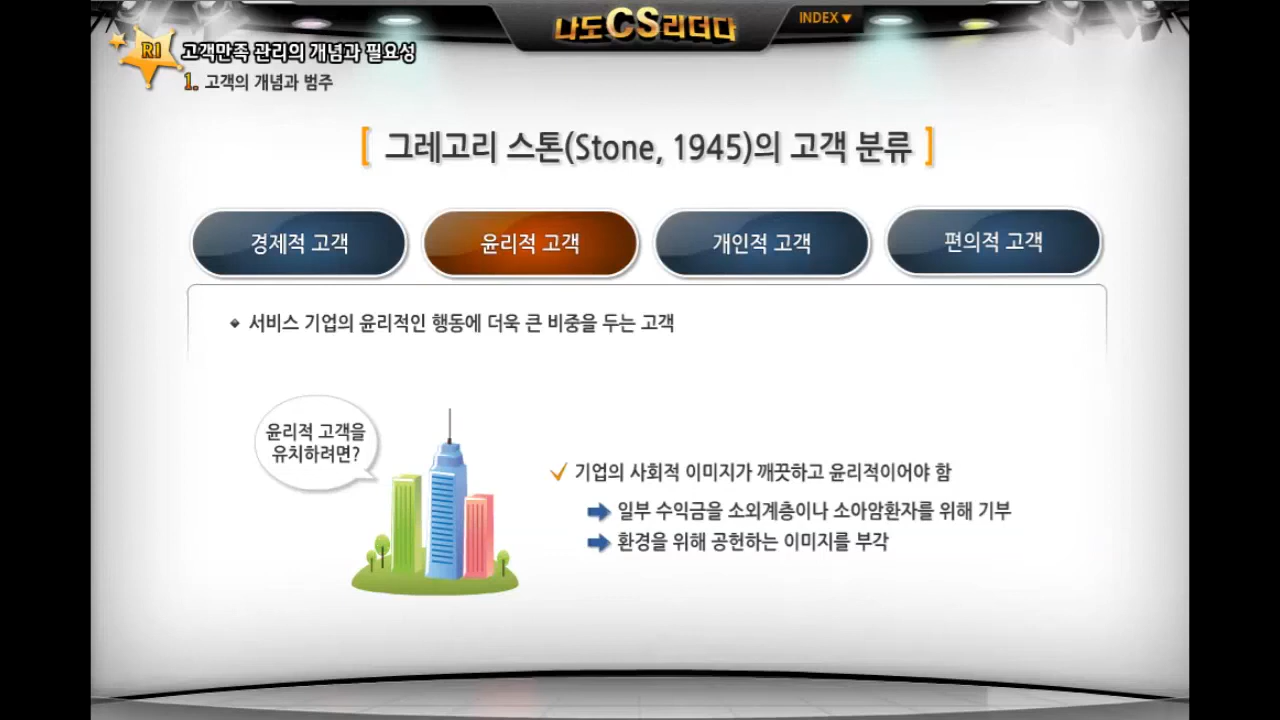 나도CS리더다
INDEX▼
R1
고객만족 관리의 개념과 필요성
1. 고객의 개념과 범주
[ 그레고리 스톤(Stone, 1945)의 고객 분류 ]
경제적 고객
윤리적 고객
개인적 고객
편의적 고객
◆ 서비스 기업의 윤리적인 행동에 더욱 큰 비중을 두는 고객
윤리적 고객을
유치하려면?
✓ 기업의 사회적 이미지가 깨끗하고 윤리적이어야 함
➡ 일부 수익금을 소외계층이나 소아암환자를 위해 기부
➡ 환경을 위해 공헌하는 이미지를 부각